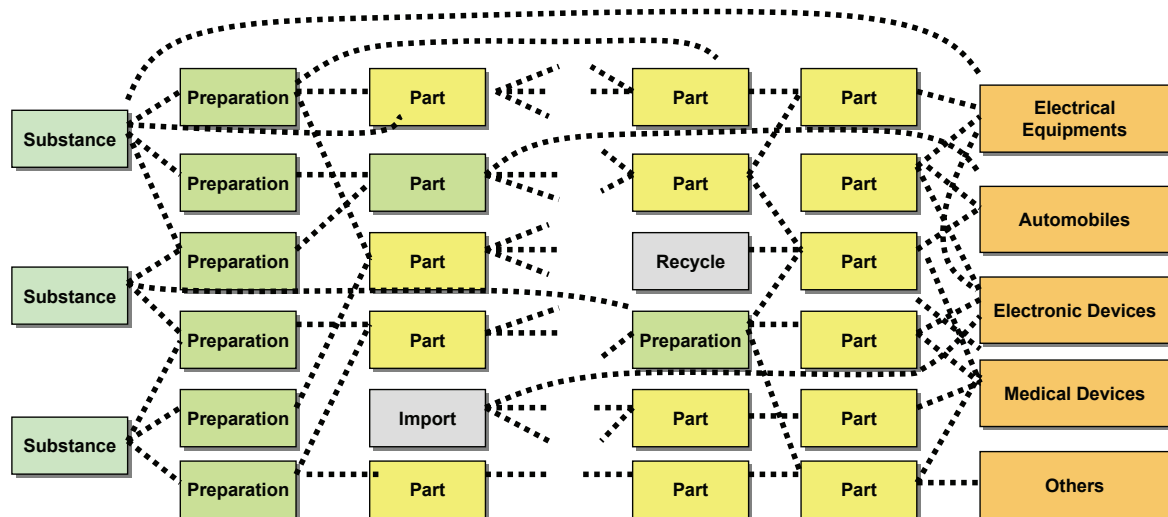 Substance
Substance
Substance
Preparation
Preparation
Preparation
Preparation
Preparation
Preparation
Part
Part
Part
Part
Import
Part
Part
Part
Recycle
Preparation
Part
Part
Part
Part
Part
Part
Part
Part
Electrical
Equipments
Automobiles
Electronic Devices
Medical Devices
Others